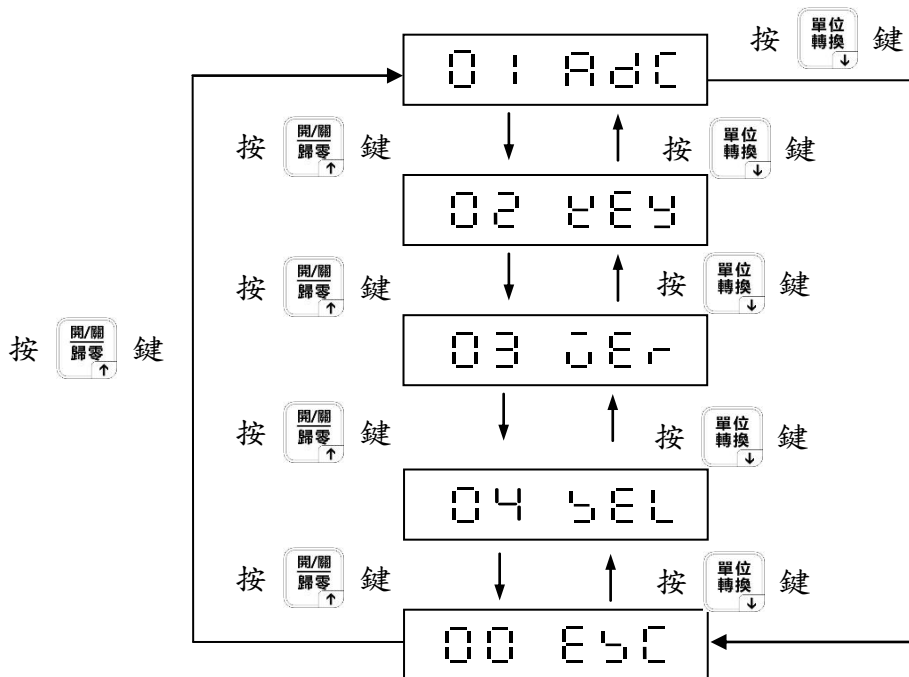 按 單位轉換↓ 鍵
01 AdC
按 開/關歸零↑ 鍵
按 單位轉換↓ 鍵
02 KEy
按 開/關歸零↑ 鍵
按 單位轉換↓ 鍵
按 開/關歸零↑ 鍵
03 vEr
按 開/關歸零↑ 鍵
按 單位轉換↓ 鍵
04 SEL
按 開/關歸零↑ 鍵
按 單位轉換↓ 鍵
00 ESC